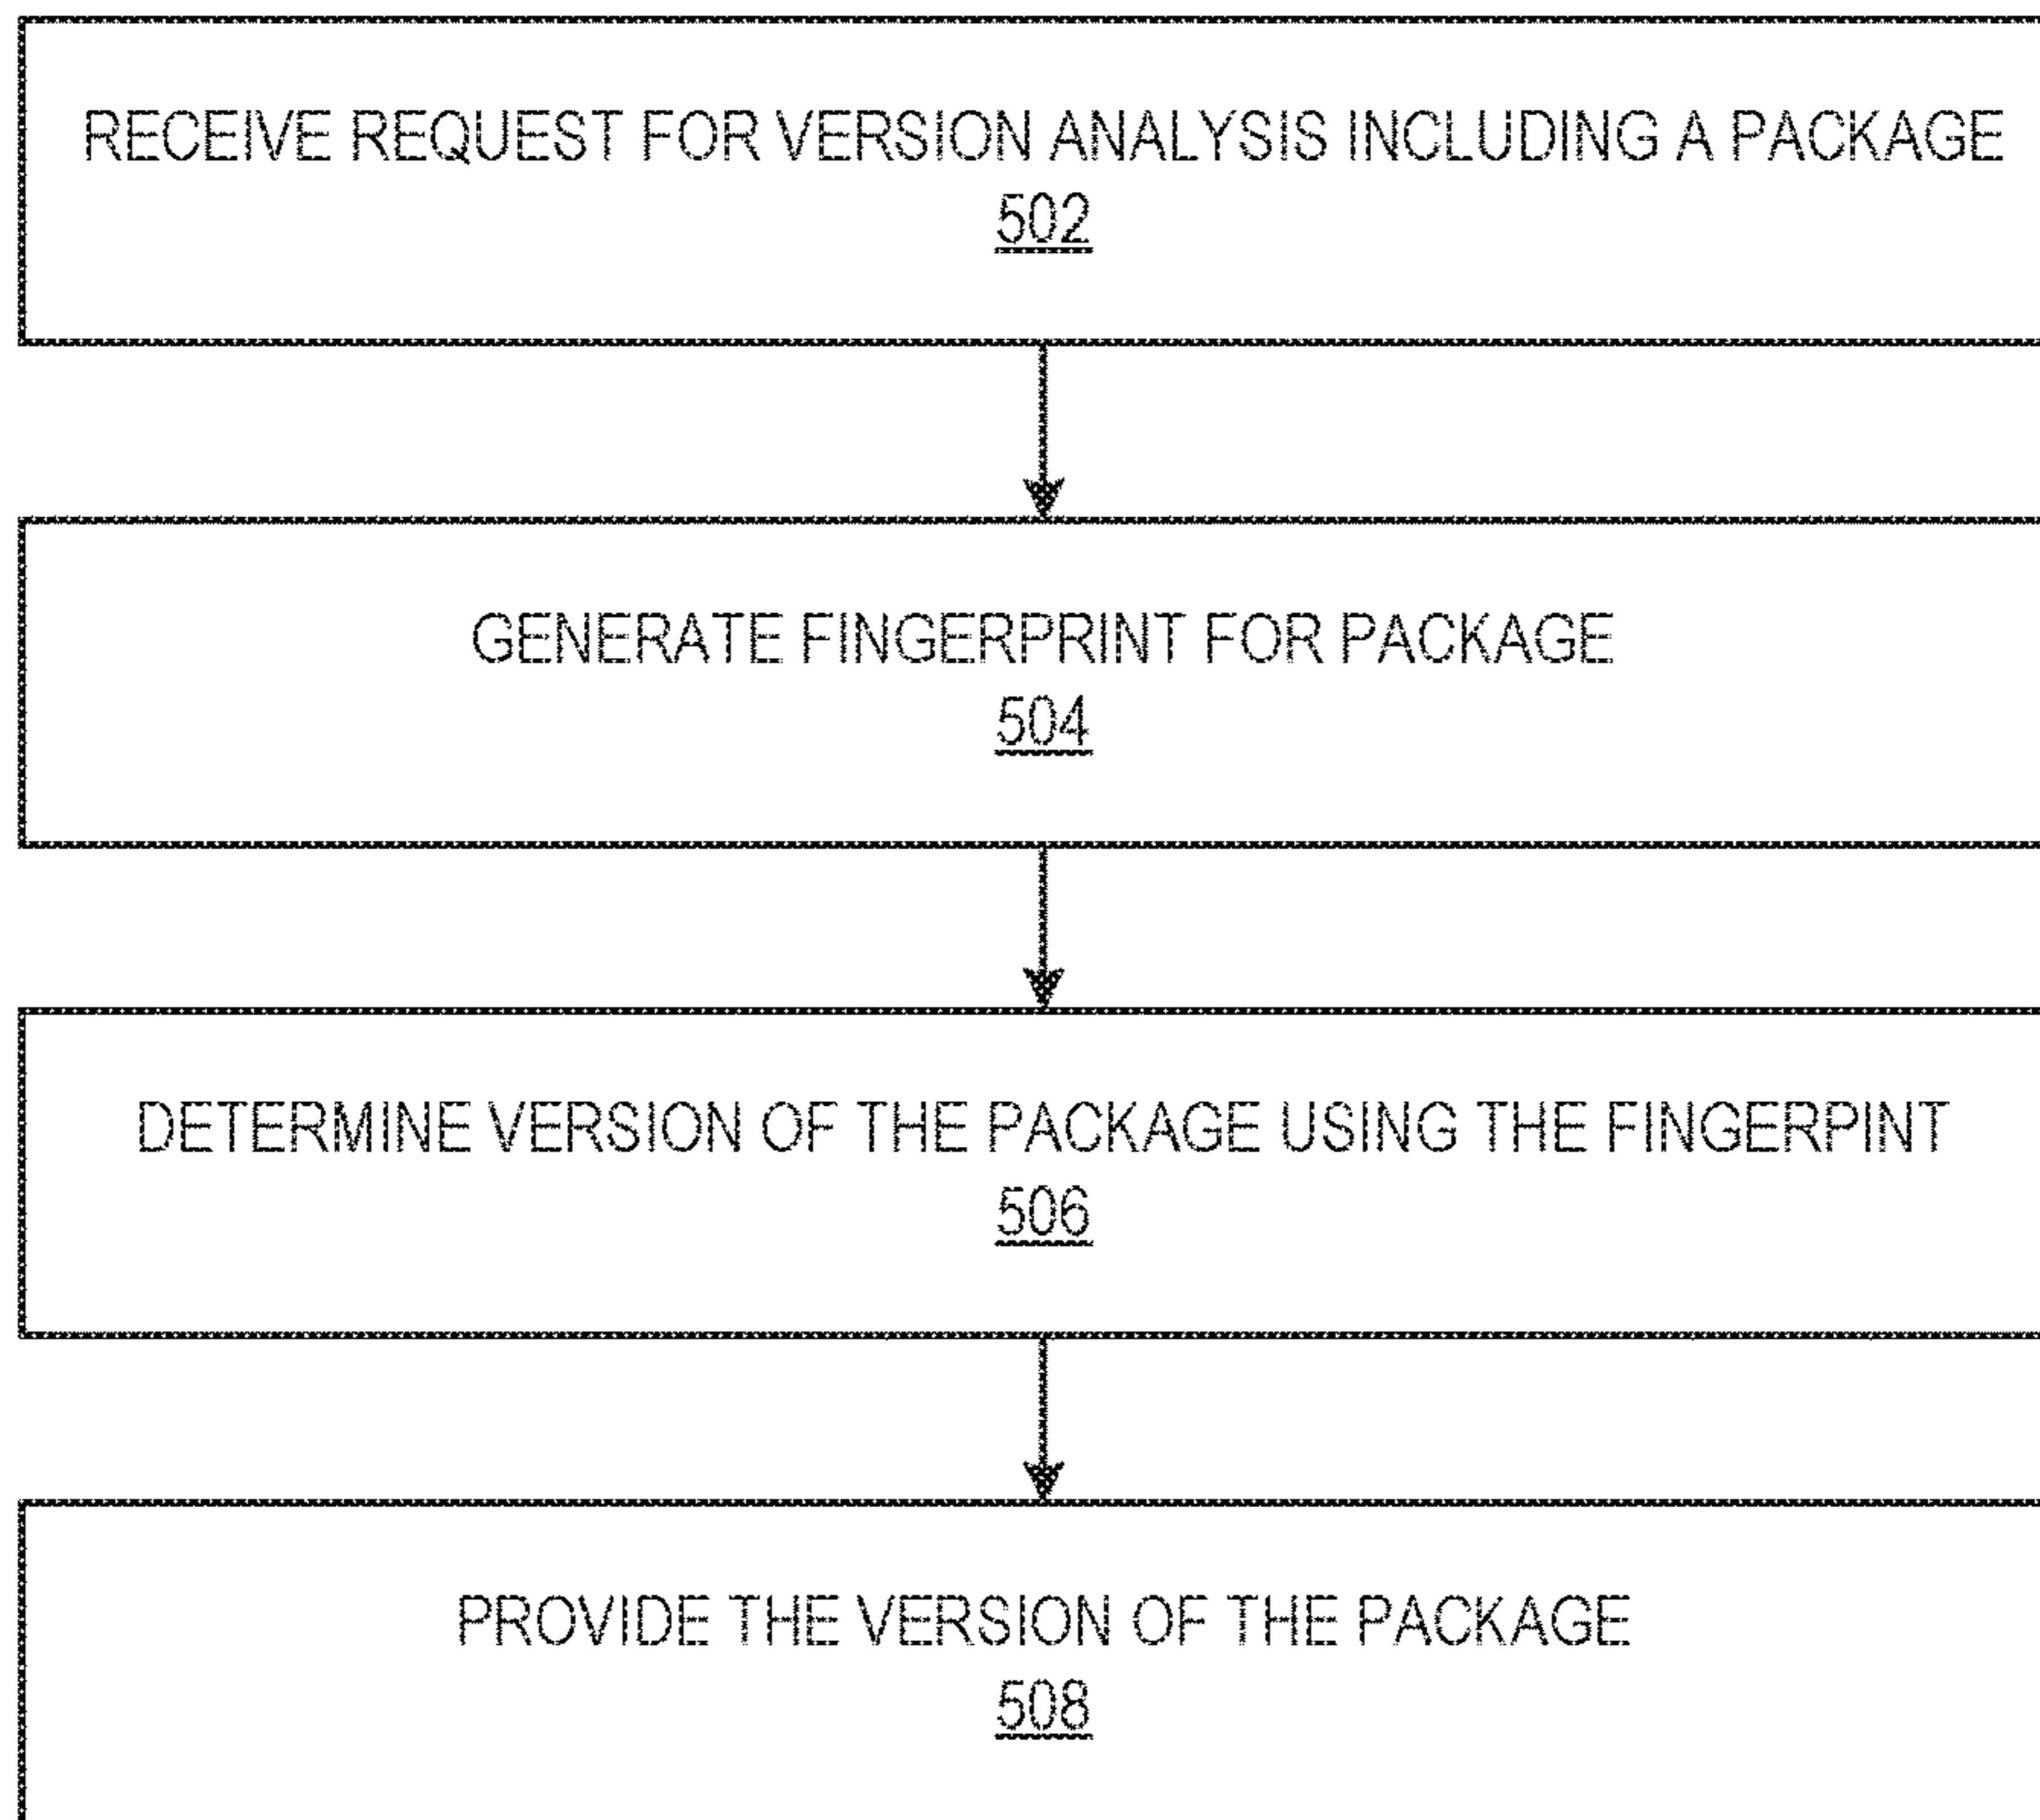 RECEIVE REQUEST FOR VERSION ANALYSIS INCLUDING A PACKAGE
502
GENERATE FINGERPRINT FOR PACKAGE
504
DETERMINE VERSION OF THE PACKAGE USING THE FINGERPINT
506
PROVIDE THE VERSION OF THE PACKAGE
508